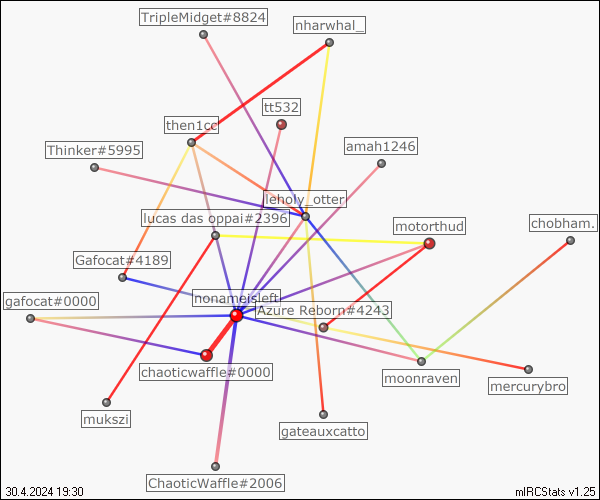 TripleMidget#8824
nharwhal_
tt532
then1cc
Thinker#5995
amah1246
leholy_otter
lucas das oppai#2396
motorthud
chobham.
Gafocat#4189
nonameisleft
gafocat#0000
Azure Reborn#4243
chaoticwaffle#0000
moonraven
mercurybro
mukszi
gateauxcatto
ChaoticWaffle#2006
30.4.2024 19:30
mIRCStats v1.25